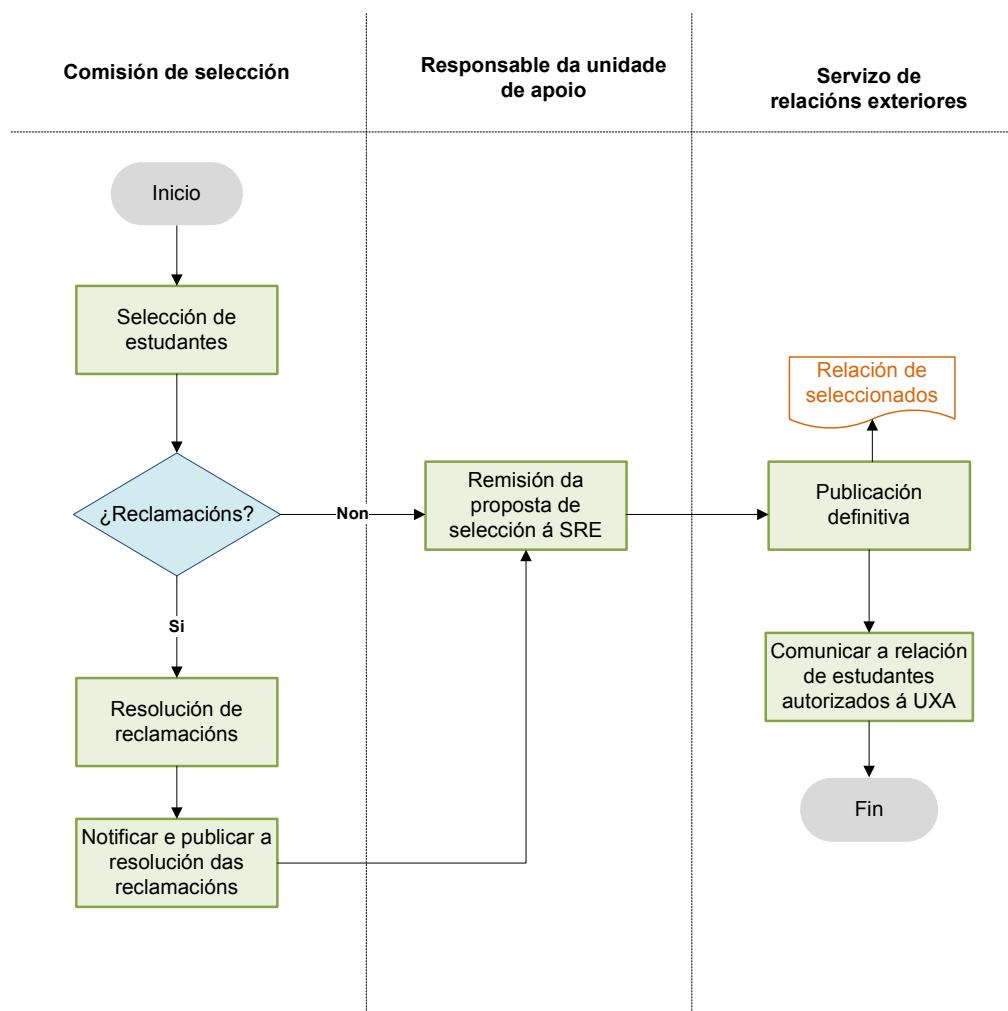 Comisión de selección
Responsable da unidade
de apoio
Servizo de
relacións exteriores
Inicio
Selección de
estudantes
¿Reclamacións?
Non
Si
Resolución de
reclamacións
Notificar e publicar a
resolución das
reclamacións
Remisión da
proposta de
selección á SRE
Relación de
seleccionados
Publicación
definitiva
Comunicar a relación
de estudantes
autorizados á UXA
Fin